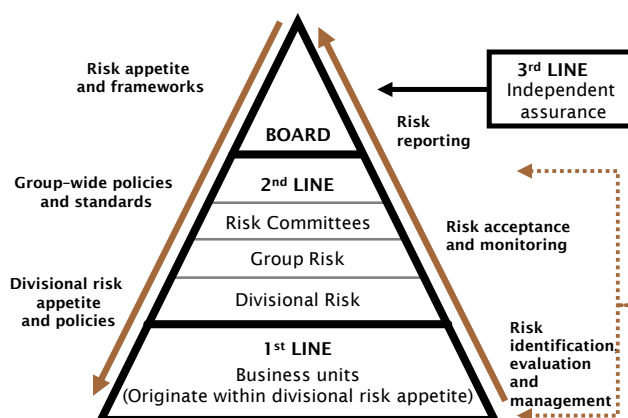 Risk appetite
and frameworks
Group-wide policies
and standards
Divisional risk
appetite
and policies
BOARD
2nd LINE
Risk Committees
Group Risk
Divisional Risk
1st LINE
Business units
(Originate within divisional risk appetite)
Risk
reporting
Risk acceptance
and monitoring
Risk
identification,
evaluation
and
management
3rd LINE
Independent
assurance